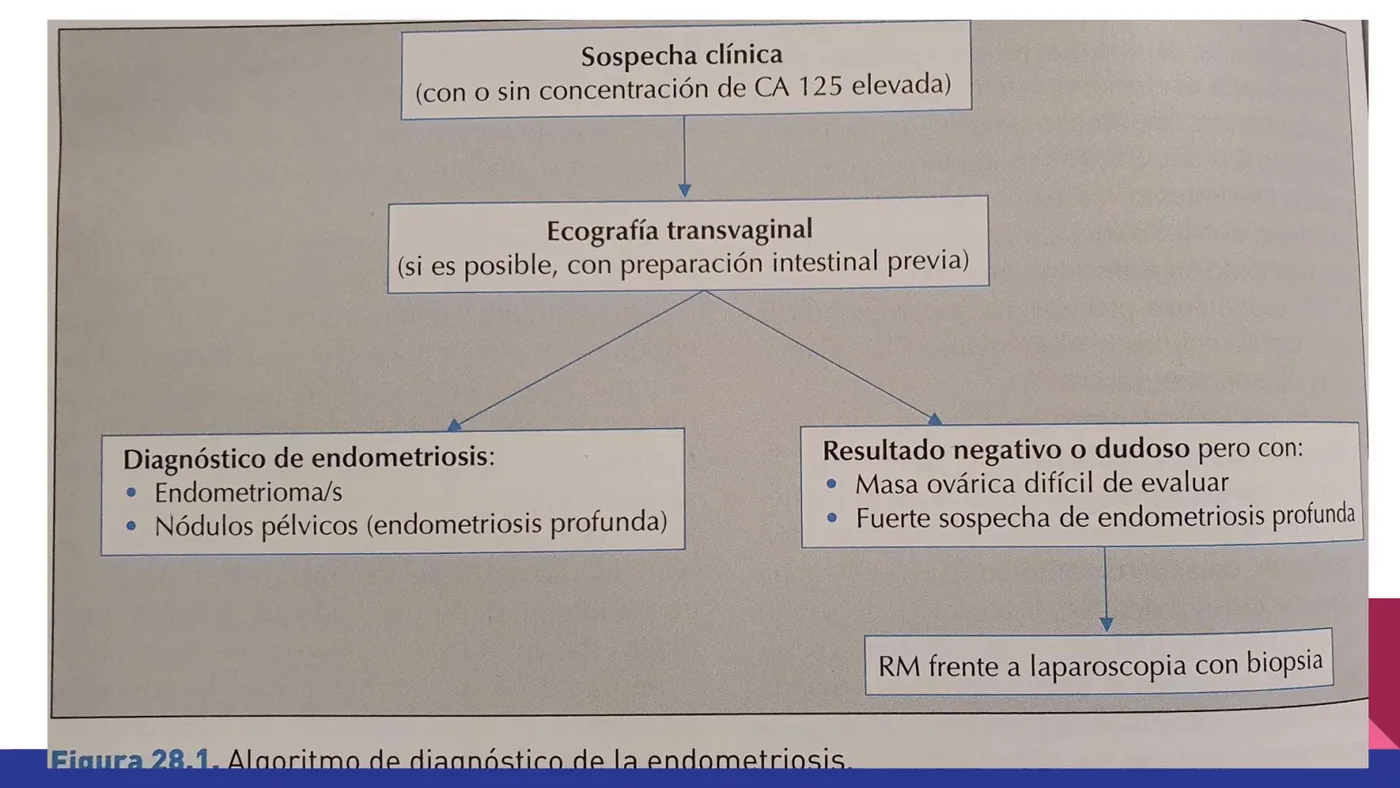 Sospecha clínica
(con o sin concentración de CA 125 elevada)
Ecografía transvaginal
(si es posible, con preparación intestinal previa)
Diagnóstico de endometriosis:
• Endometrioma/s
• Nódulos pélvicos (endometriosis profunda)
Resultado negativo o dudoso pero con:
• Masa ovárica difícil de evaluar
• Fuerte sospecha de endometriosis profunda
RM frente a laparoscopia con biopsia
Figura 28.1. Algoritmo de diagnóstico de la endometriosis.